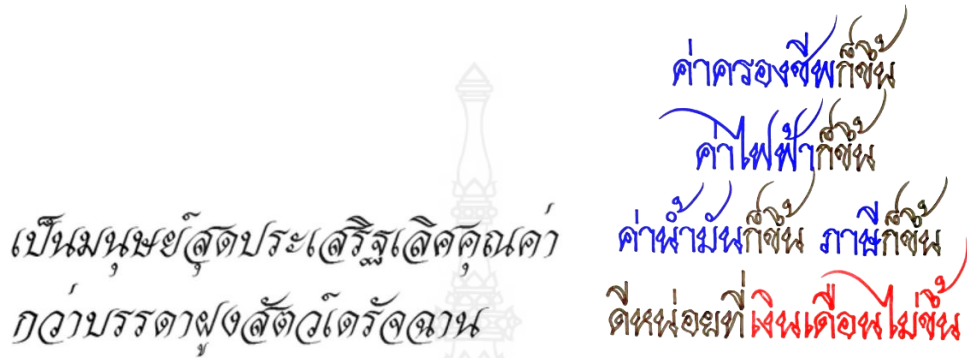 เป็นมนุษย์สุดประเสริฐเลิศคุณค่า
กว่าบรรดาฝูงสัตว์เดรัจฉาน
ค่าครองชีพก็ขึ้น
ค่าไฟฟ้าก็ขึ้น
ค่าน้ำมันก็ขึ้น ภาษีก็ขึ้น
ดีหน่อยที่เงินเดือนไม่ขึ้น